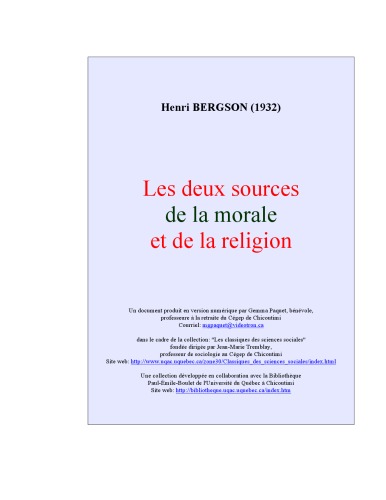 Henri BERGSON (1932)
Les deux sources
de la morale
et de la religion
Un document produit en version numérique par Gemma Paquet, bénévole,
professeure à la retraite du Cégep de Chicoutimi
Courriel: mgpaquet@videotron.ca
dans le cadre de la collection: "Les classiques des sciences sociales"
fondée dirigée par Jean-Marie Tremblay,
professeur de sociologie au Cégep de Chicoutimi
Site web: http://www.uqac.uquebec.ca/zone30/Classiques_des_sciences_sociales/index.html
Une collection développée en collaboration avec la Bibliothèque
Paul-Émile-Boulet de l'Université du Québec à Chicoutimi
Site web: http://bibliotheque.uqac.uquebec.ca/index.htm